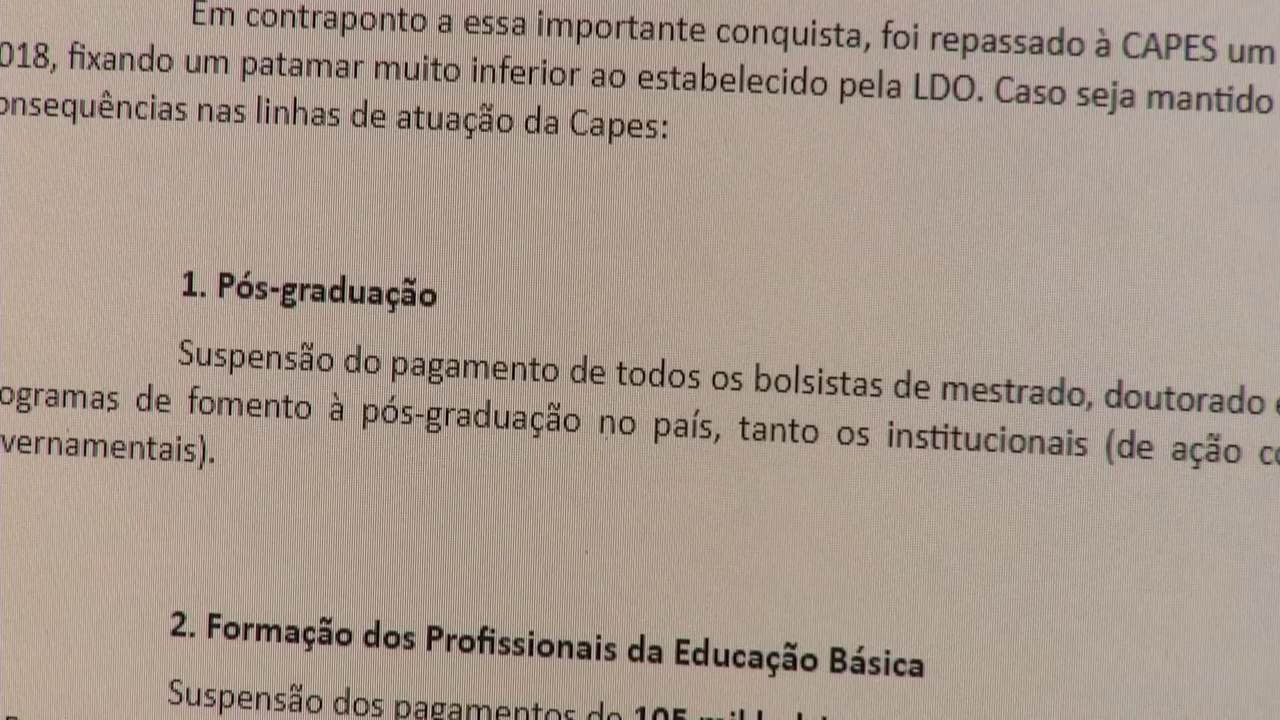 Em contraponto a essa importante conquista, foi repassado à CAPES um
018, fixando um patamar muito inferior ao estabelecido pela LDO. Caso seja mantido
onsequências nas linhas de atuação da Capes:
1. Pós-graduação
Suspensão do pagamento de todos os bolsistas de mestrado, doutorado e
ogramas de fomento à pós-graduação no país, tanto os institucionais (de ação co
vernamentais).
2. Formação dos Profissionais da Educação Básica
Suspensão dos pagamentos de 105 mil